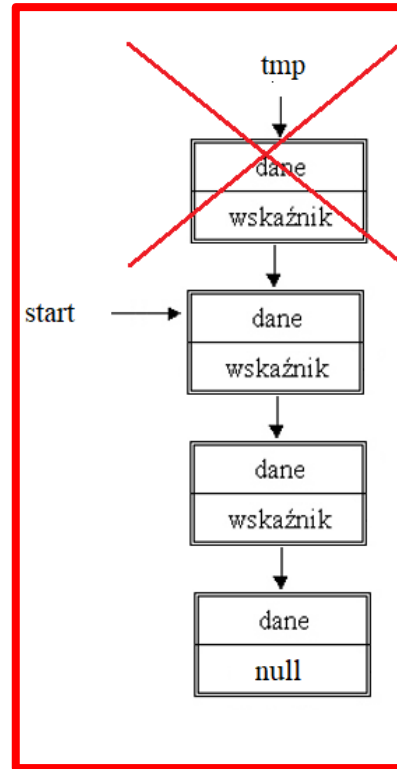 tmp
dane
wskaźnik
start
dane
wskaźnik
dane
wskaźnik
dane
null